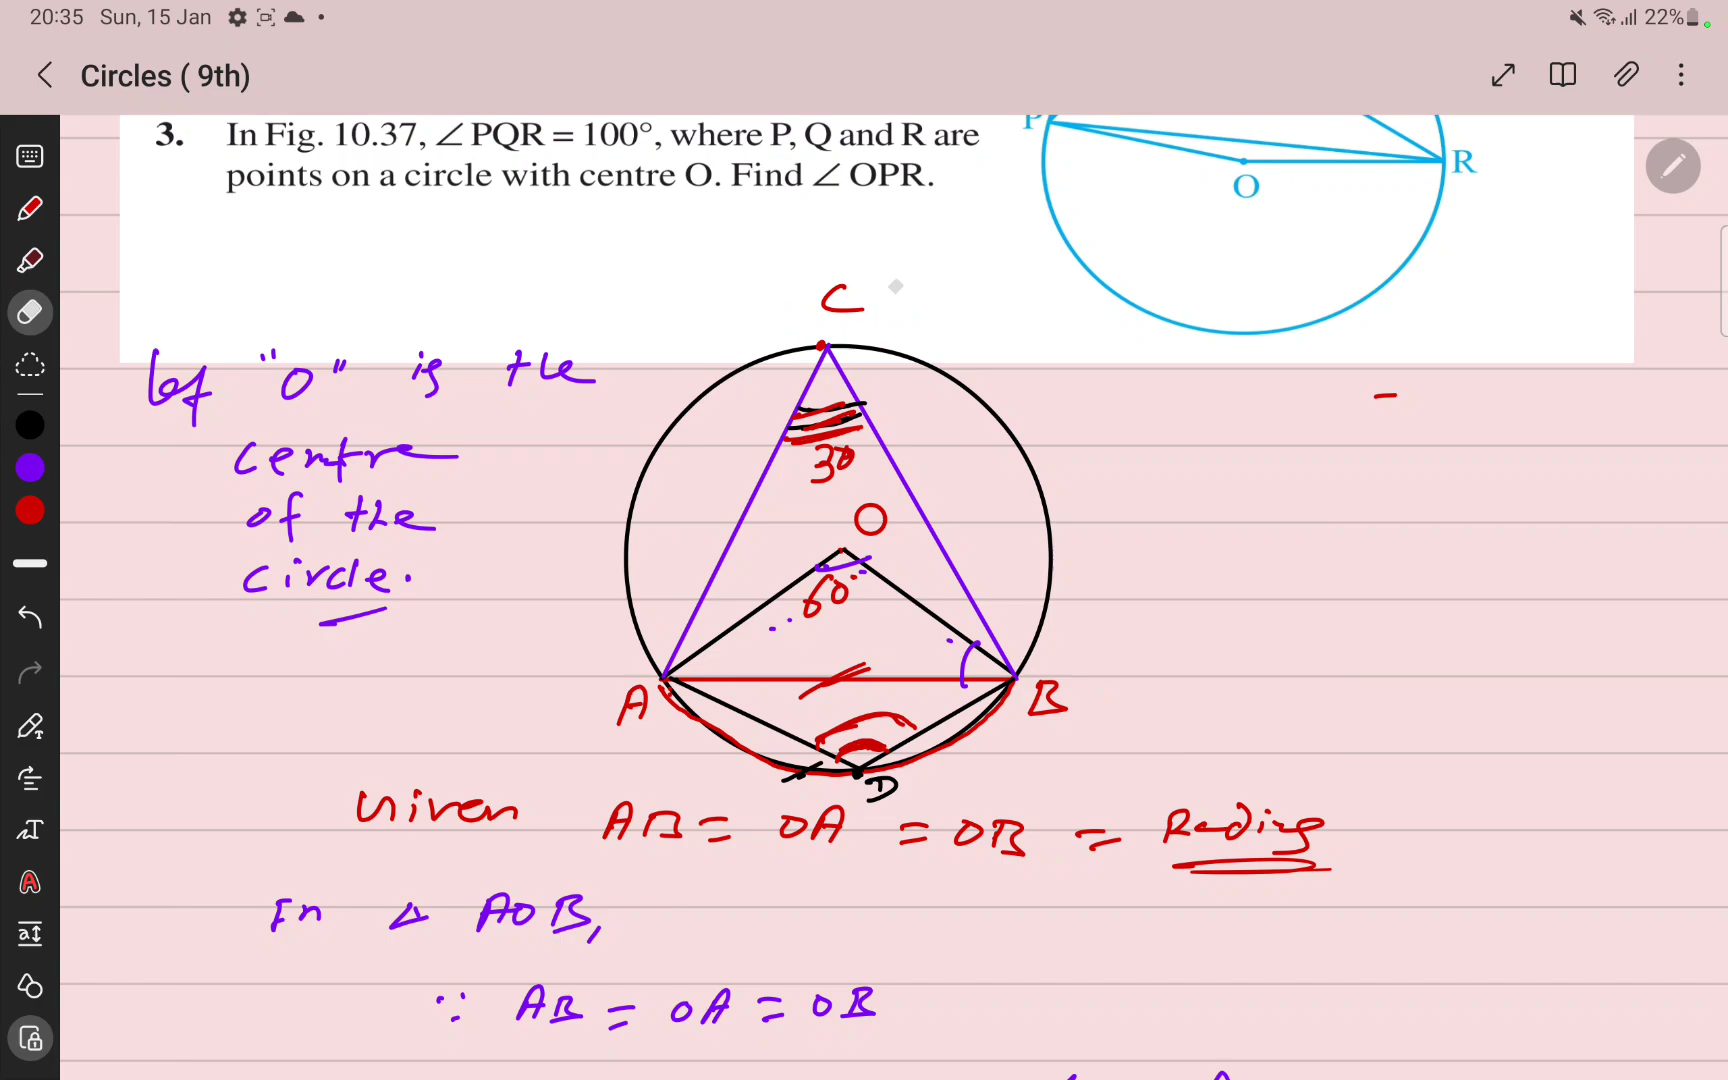 20:35 Sun, 15 Jan 22%
Circles ( 9th)
3. In Fig. 10.37, ∠PQR = 100°, where P, Q and R are
points on a circle with centre O. Find ∠OPR.
P
R
O
C
let "O" is the
centre
of the
circle.
30
O
60°
A
B
D
Given AB = OA = OB = Radius
In △ AOB,
∵ AB = OA = OB